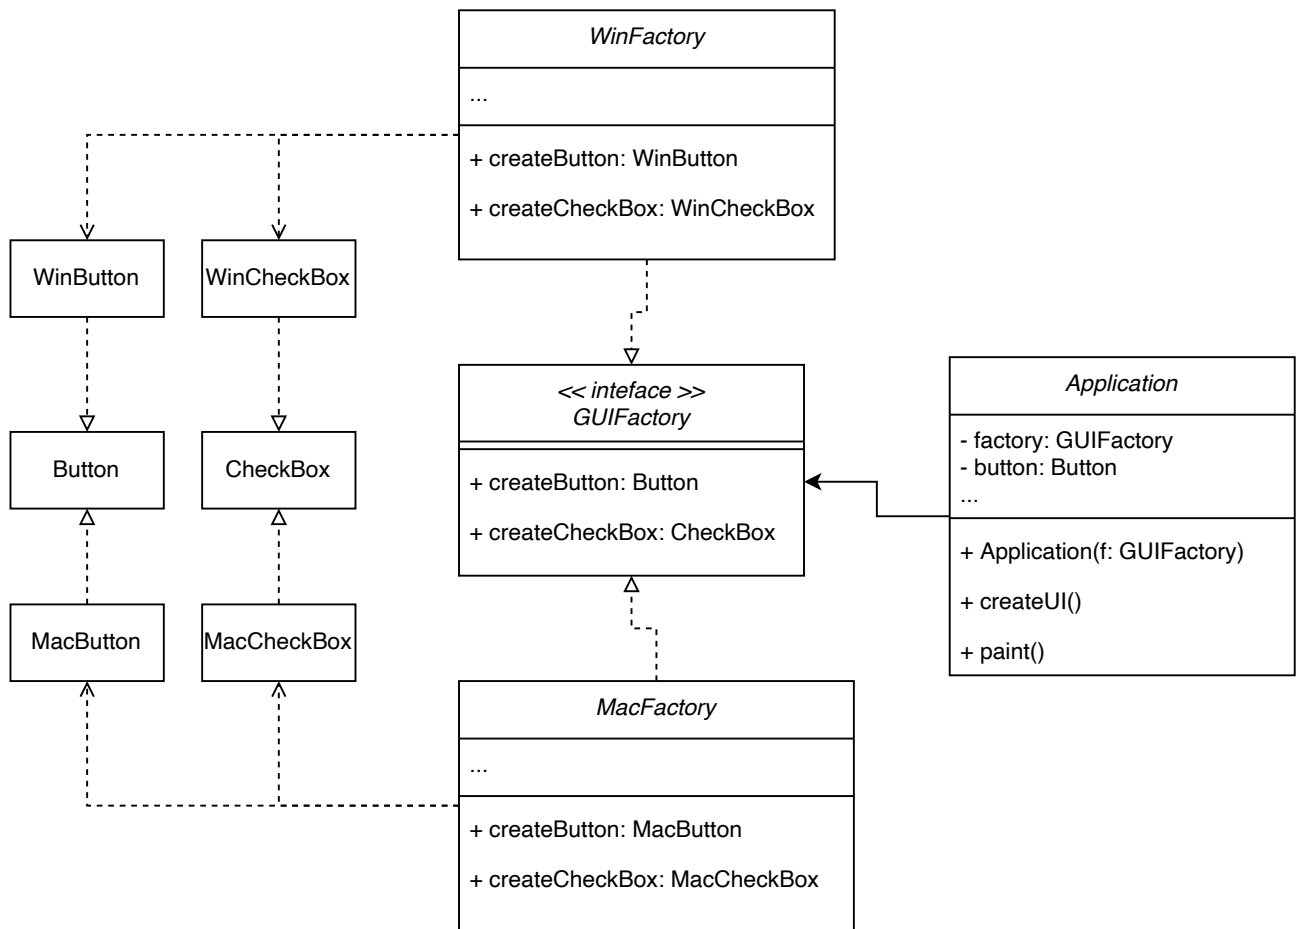 WinFactory
...
+ createButton: WinButton
+ createCheckBox: WinCheckBox
WinButton
WinCheckBox
<< inteface >>
GUIFactory
+ createButton: Button
+ createCheckBox: CheckBox
Application
- factory: GUIFactory
- button: Button
...
+ Application(f: GUIFactory)
+ createUI()
+ paint()
Button
CheckBox
MacButton
MacCheckBox
MacFactory
...
+ createButton: MacButton
+ createCheckBox: MacCheckBox